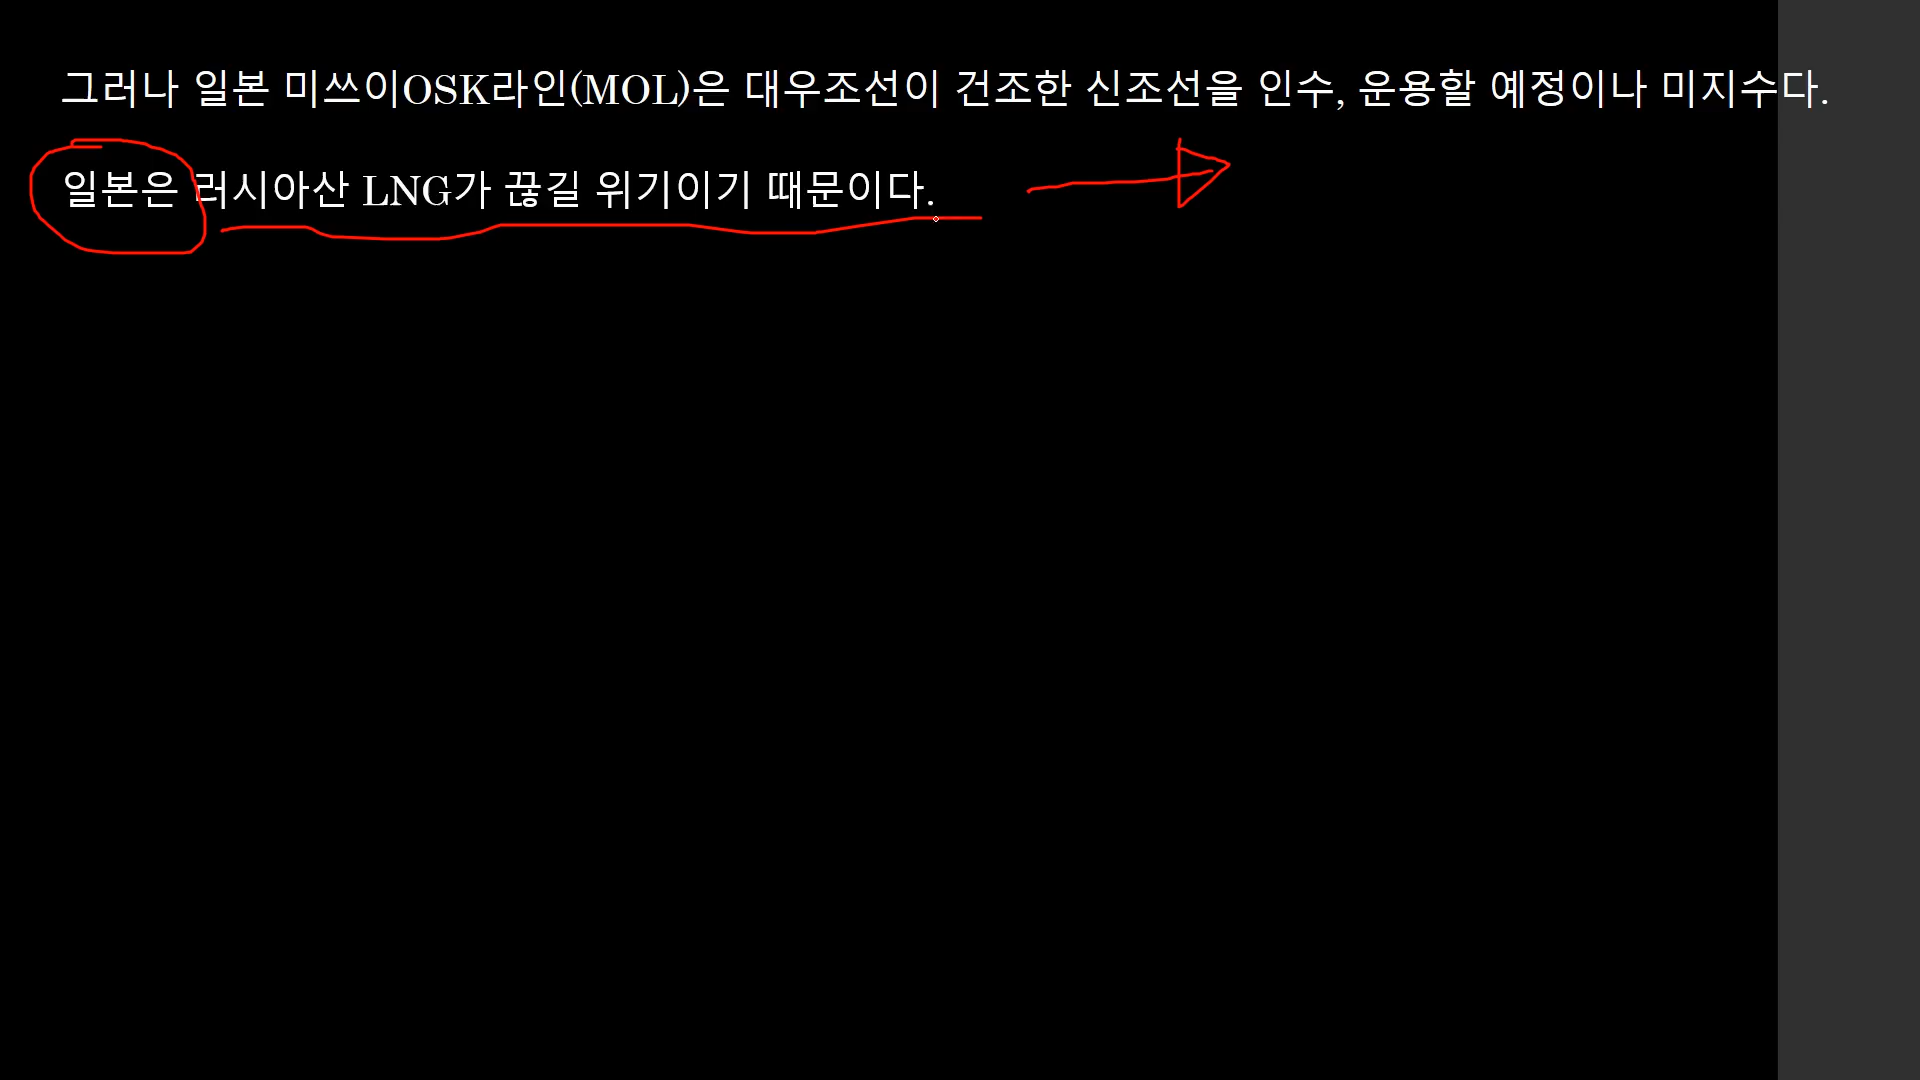 그러나 일본 미쓰이OSK라인(MOL)은 대우조선이 건조한 신조선을 인수, 운용할 예정이나 미지수다.
일본은 러시아산 LNG가 끊길 위기이기 때문이다.